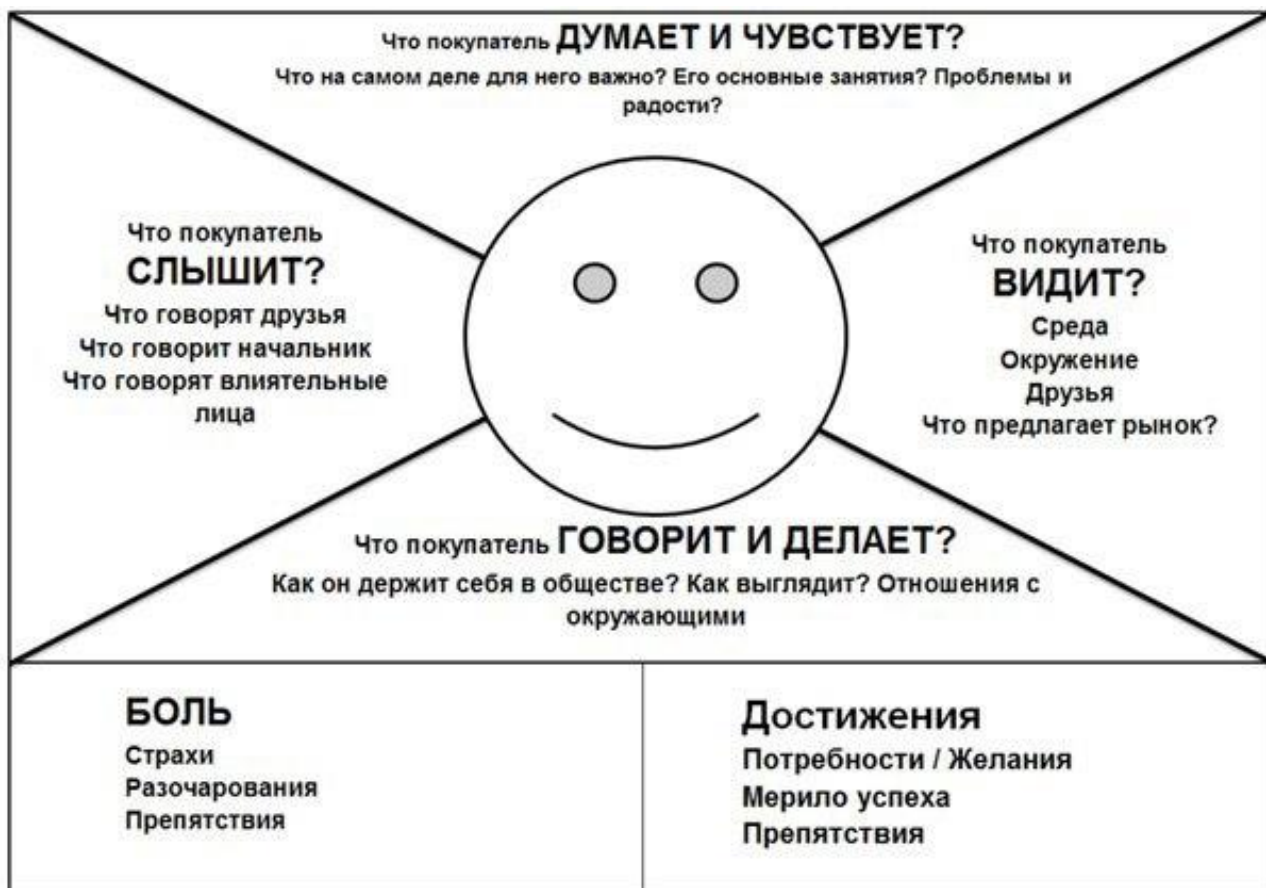 Что покупатель ДУМАЕТ И ЧУВСТВУЕТ?
Что на самом деле для него важно? Его основные занятия? Проблемы и
радости?
Что покупатель
СЛЫШИТ?
Что говорят друзья
Что говорит начальник
Что говорят влиятельные
лица
Что покупатель
ВИДИТ?
Среда
Окружение
Друзья
Что предлагает рынок?
Что покупатель ГОВОРИТ И ДЕЛАЕТ?
Как он держит себя в обществе? Как выглядит? Отношения с
окружающими
БОЛЬ
Страхи
Разочарования
Препятствия
Достижения
Потребности / Желания
Мерило успеха
Препятствия